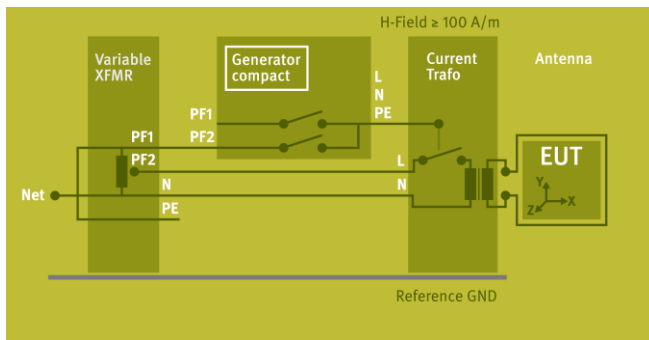 H-Field ≥ 100 A/m
Variable
XFMR
Generator
compact
Current
Trafo
Antenna
L
N
PE
PF1
PF2
PF1
PF2
L
N
N
PE
Net
EUT
Y
X
Z
Reference GND